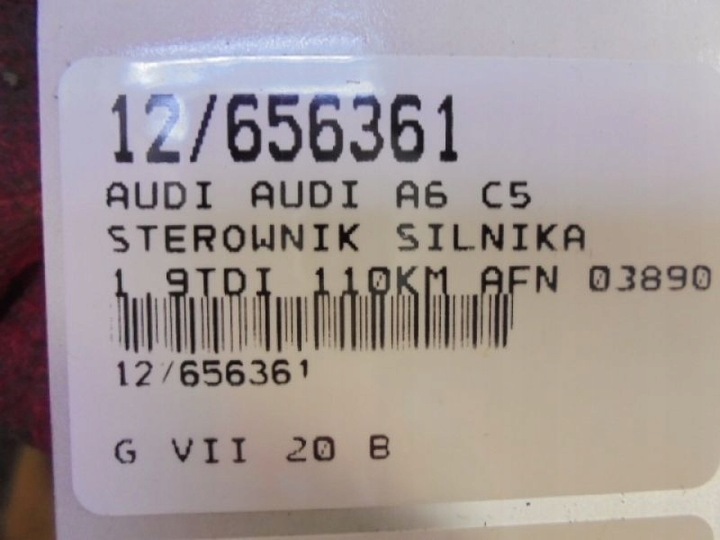 12/656361
AUDI AUDI A6 C5
STEROWNIK SILNIKA
1 9TDI 110KM AFN 03890
12/656361
G VII 20 B